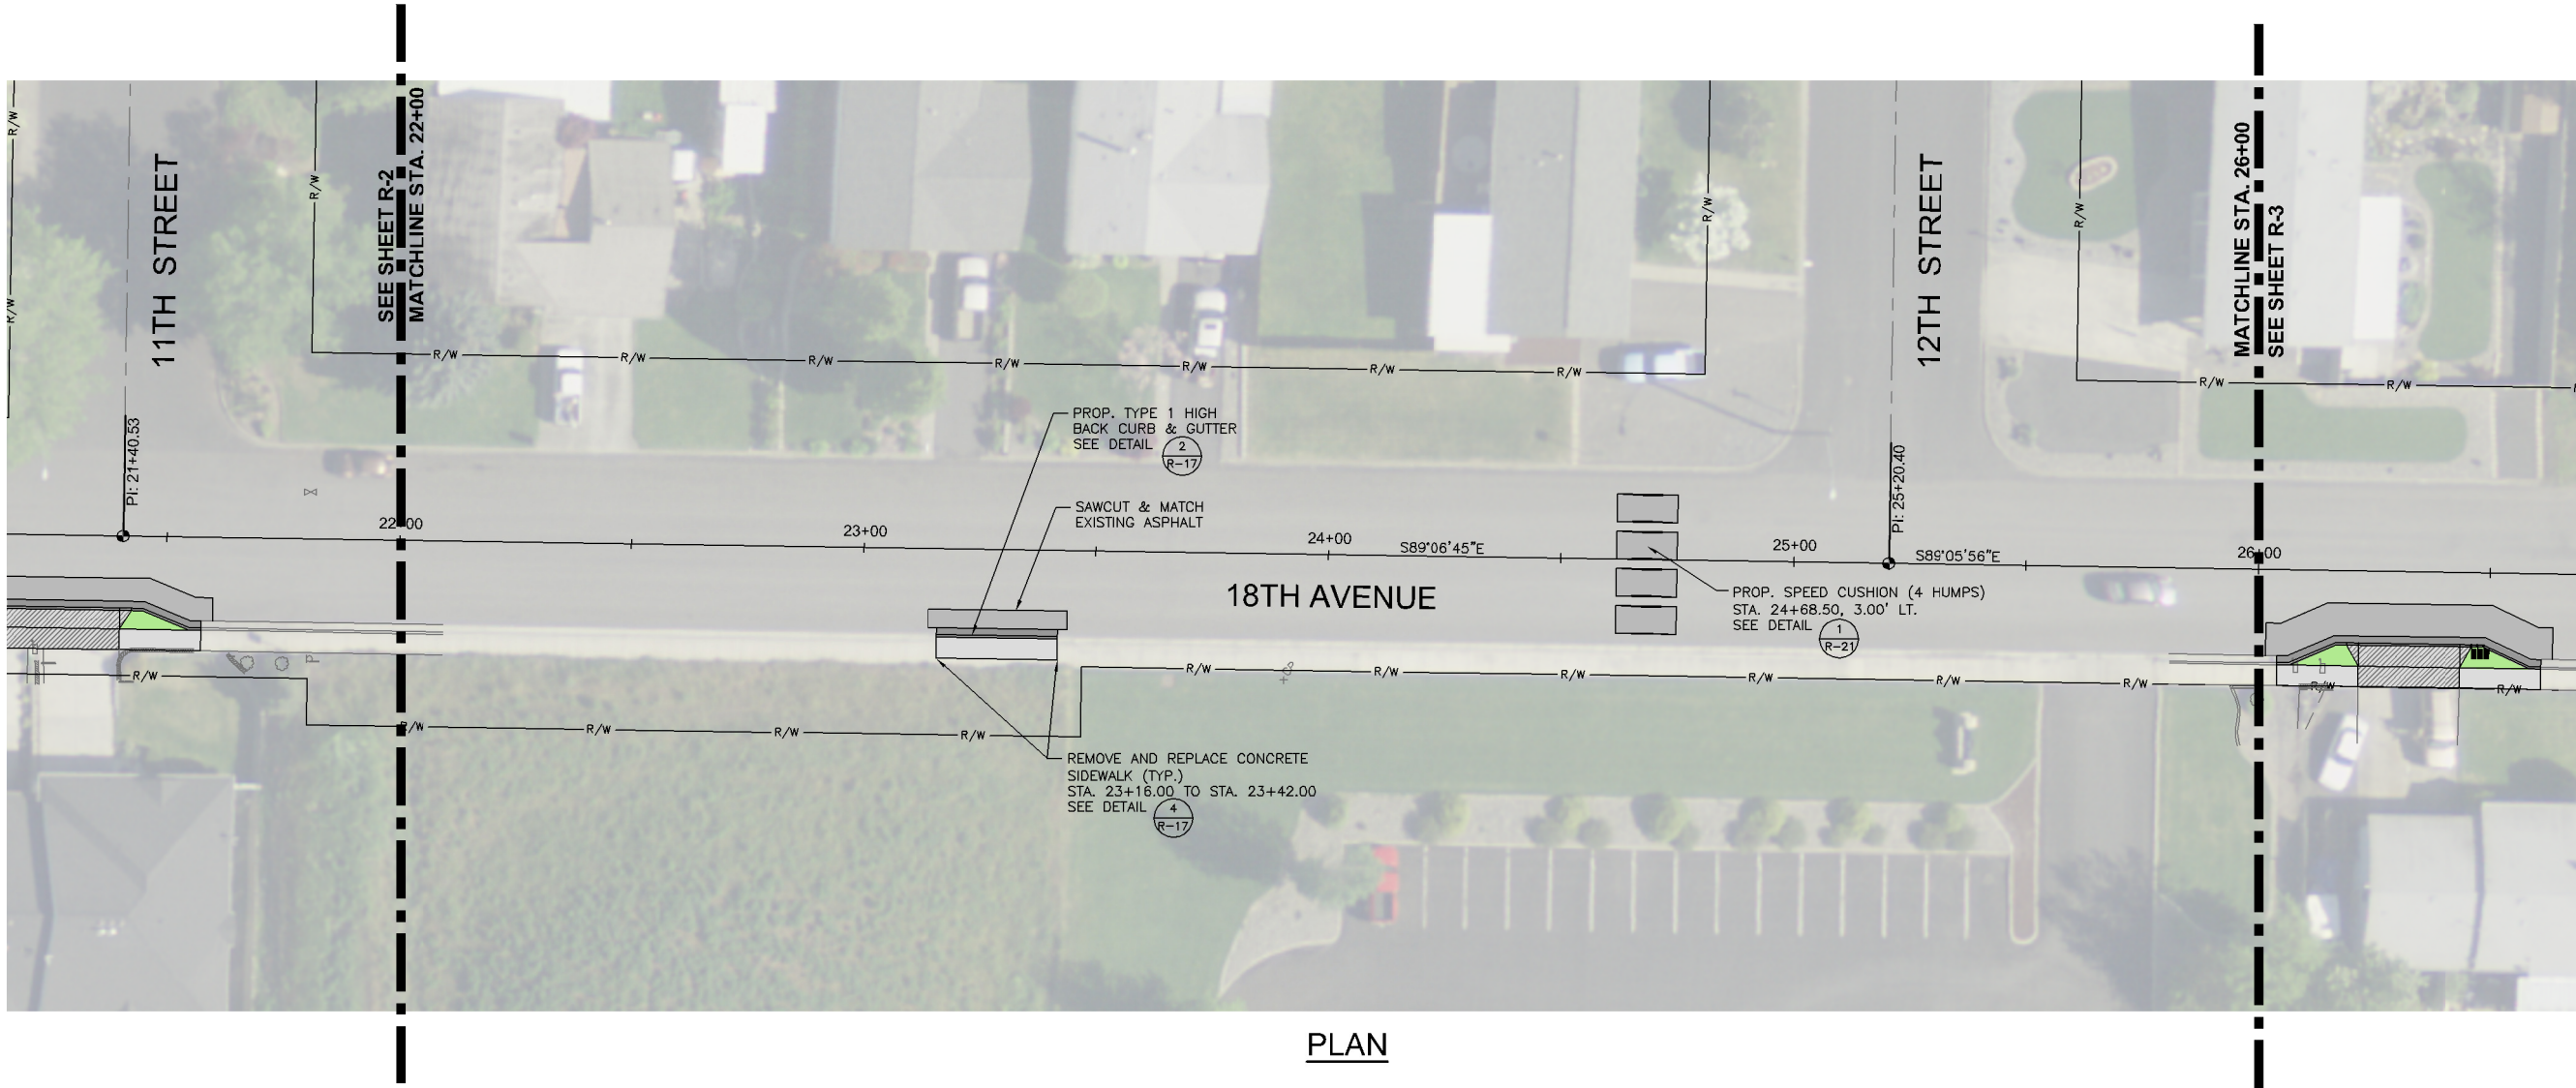 R/W
R/W
11TH STREET
R/W
SEE SHEET R-2
MATCHLINE STA. 22+00
R/W
12TH STREET
R/W
MATCHLINE STA. 26+00
SEE SHEET R-3
R/W
R/W
R/W
R/W
R/W
R/W
R/W
R/W
R/W
PI: 21+40.53
PROP. TYPE 1 HIGH
BACK CURB & GUTTER
SEE DETAIL
2
R-17
SAWCUT & MATCH
EXISTING ASPHALT
PI: 25+20.40
22+00
23+00
24+00
S89°06'45"E
25+00
S89°05'56"E
26+00
18TH AVENUE
PROP. SPEED CUSHION (4 HUMPS)
STA. 24+68.50, 3.00' LT.
SEE DETAIL
1
R-21
R/W
R/W
R/W
R/W
R/W
R/W
R/W
R/W
R/W
R/W
R/W
R/W
R/W
REMOVE AND REPLACE CONCRETE
SIDEWALK (TYP.)
STA. 23+16.00 TO STA. 23+42.00
SEE DETAIL
4
R-17
PLAN